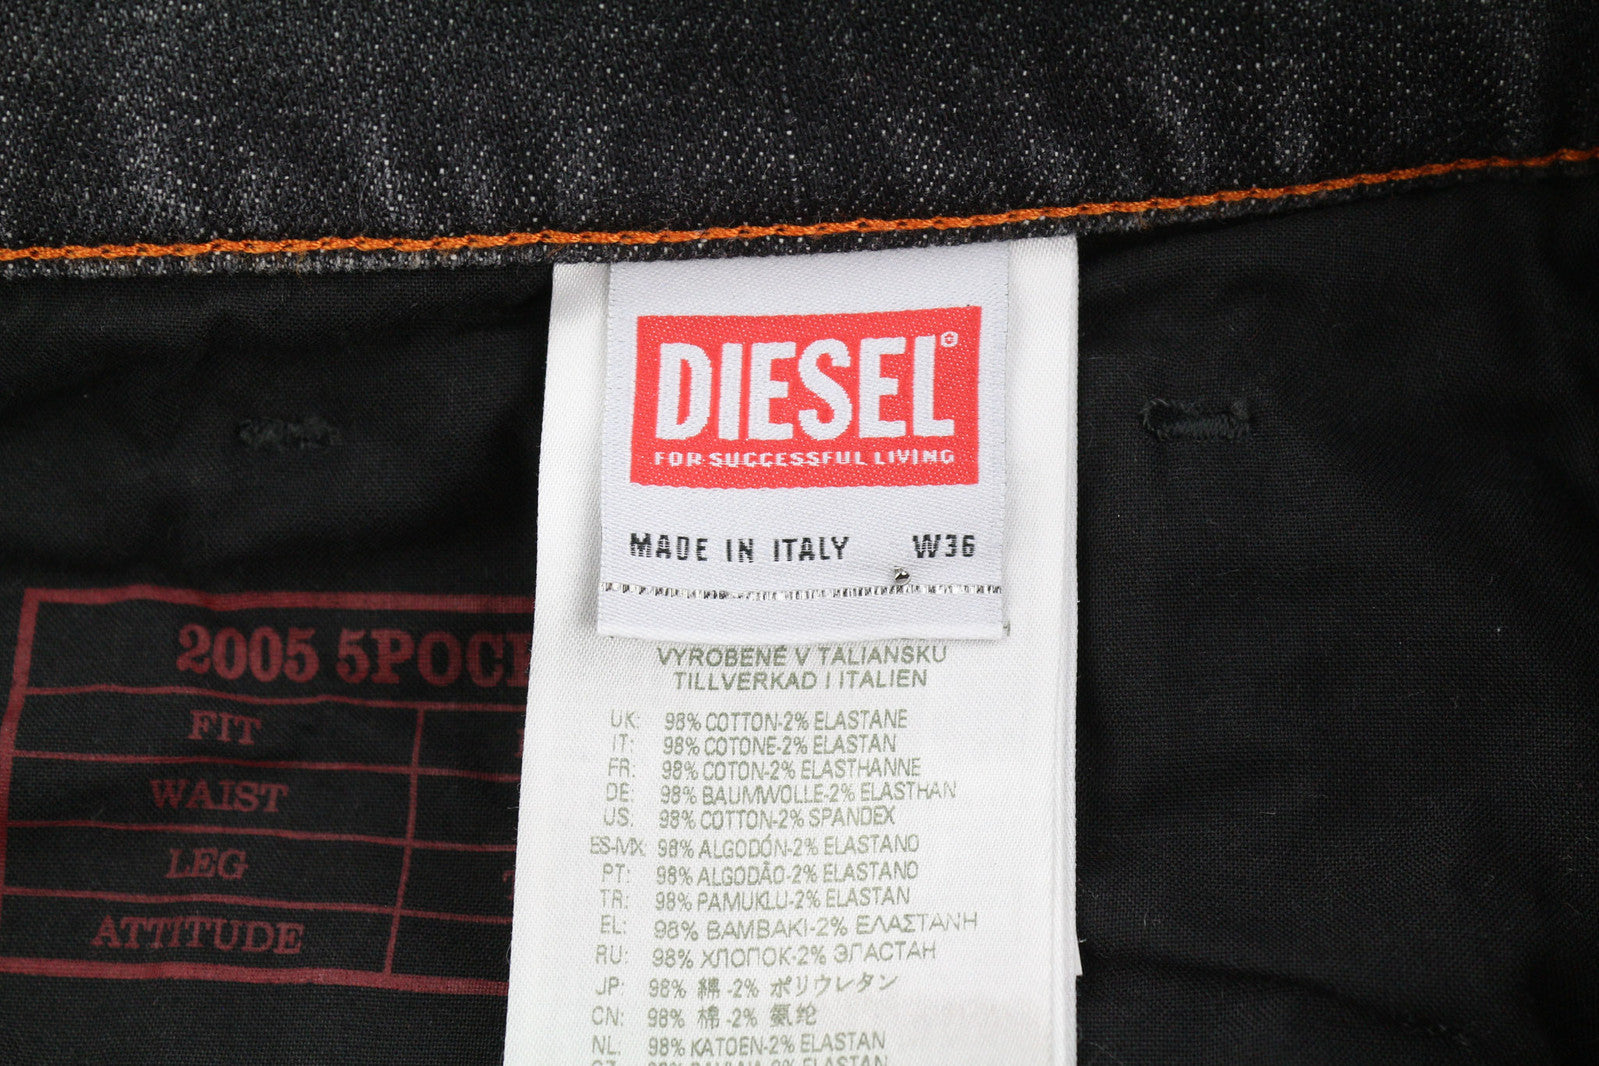 DIESEL
FOR SUCCESSFUL LIVING
MADE IN ITALY W36
2005 5POC
FIT
WAIST
LEG
ATTITUDE
VYROBENÉ V TALIANSKU
TILLVERKAD I ITALIEN
UK: 98% COTTON-2% ELASTANE
IT: 98% COTONE-2% ELASTAN
FR: 98% COTON-2% ELASTHANNE
DE: 98% BAUMWOLLE-2% ELASTHAN
US: 98% COTTON-2% SPANDEX
ES-MX: 98% ALGODÓN-2% ELASTANO
PT: 98% ALGODÃO-2% ELASTANO
TR: 98% PAMUKLU-2% ELASTAN
EL: 98% ΒΑΜΒΑΚΙ-2% ΕΛΑΣΤΑΝΗ
RU: 98% ХЛОПОК-2% ЭЛАСТАН
JP: 98% 綿 -2% ポリウレタン
CN: 98% 棉 -2% 氨纶
NL: 98% KATOEN-2% ELASTAN